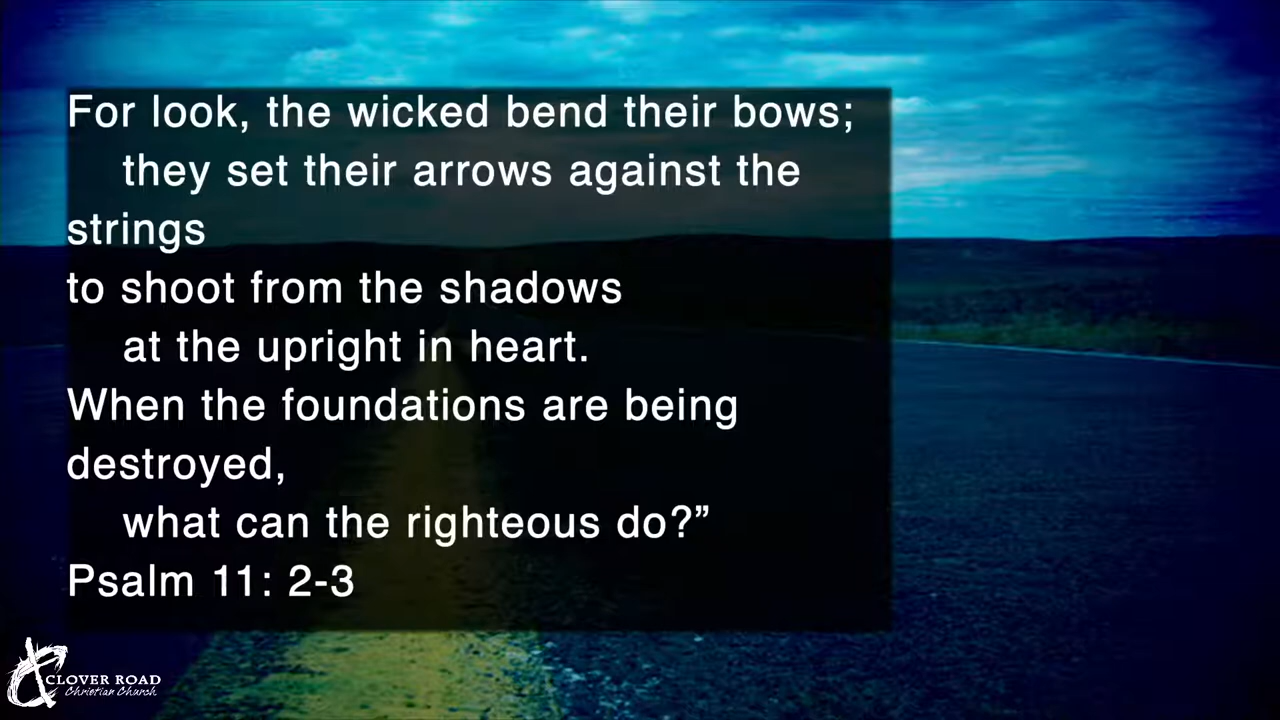 For look, the wicked bend their bows;
they set their arrows against the
strings
to shoot from the shadows
at the upright in heart.
When the foundations are being
destroyed,
what can the righteous do?”
Psalm 11: 2-3
CLOVER ROAD
Christian Church